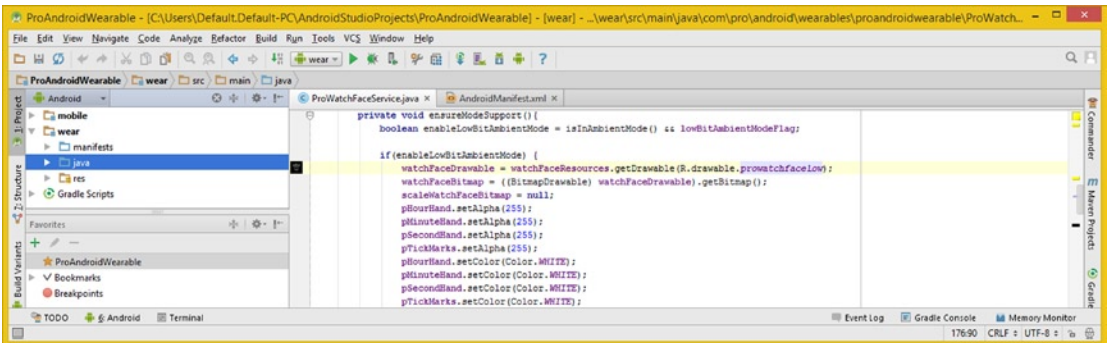 ProAndroidWearable - [C:\Users\Default.Default-PC\AndroidStudioProjects\ProAndroidWearable] - [wear] - ...\wear\src\main\java\com\pro\android\wearables\proandroidwearable\ProWatch...
File Edit View Navigate Code Analyze Refactor Build Run Tools VCS Window Help
wear
ProAndroidWearable wear src main java
Android
ProWatchFaceService.java × AndroidManifest.xml ×
1: Project
Z: Structure
Build Variants
mobile
wear
manifests
java
res
Gradle Scripts
Favorites
ProAndroidWearable
Bookmarks
Breakpoints
private void ensureModeSupport(){
boolean enableLowBitAmbientMode = isInAmbientMode() && lowBitAmbientModeFlag;
if(enableLowBitAmbientMode) {
watchFaceDrawable = watchFaceResources.getDrawable(R.drawable.prowatchfacelow);
watchFaceBitmap = ((BitmapDrawable) watchFaceDrawable).getBitmap();
scaleWatchFaceBitmap = null;
pHourHand.setAlpha(255);
pMinuteHand.setAlpha(255);
pSecondHand.setAlpha(255);
pTickMarks.setAlpha(255);
pHourHand.setColor(Color.WHITE);
pMinuteHand.setColor(Color.WHITE);
pSecondHand.setColor(Color.WHITE);
pTickMarks.setColor(Color.WHITE);
Commander
m Maven Projects
Gradle
TODO 6: Android Terminal Event Log Gradle Console Memory Monitor
176:90 CRLF UTF-8